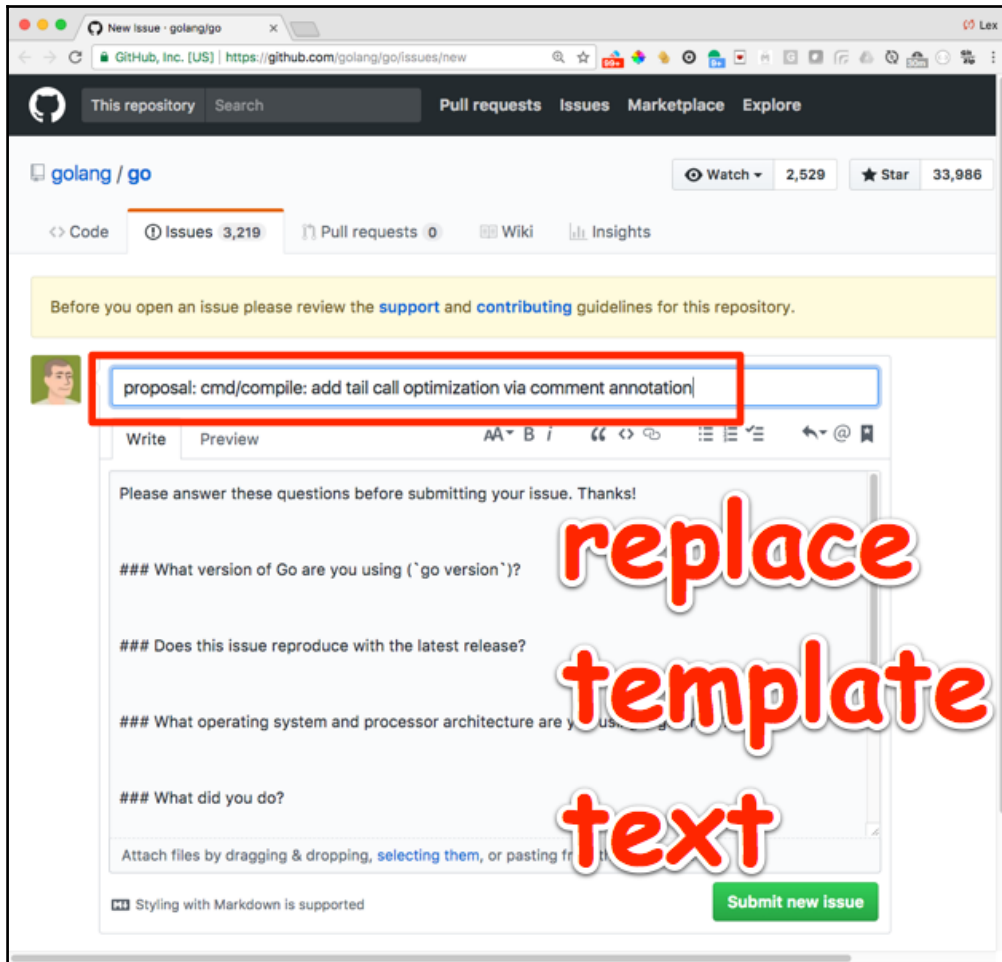 New Issue · golang/go
Lex
GitHub, Inc. [US] | https://github.com/golang/go/issues/new
This repository Search Pull requests Issues Marketplace Explore
golang / go
Watch 2,529 Star 33,986
Code Issues 3,219 Pull requests 0 Wiki Insights
Before you open an issue please review the support and contributing guidelines for this repository.
proposal: cmd/compile: add tail call optimization via comment annotation
Write Preview AA B i
Please answer these questions before submitting your issue. Thanks!
replace
### What version of Go are you using (`go version`)?
### Does this issue reproduce with the latest release?
template
### What operating system and processor architecture are
text
### What did you do?
Attach files by dragging & dropping, selecting them, or pasting
Styling with Markdown is supported
Submit new issue